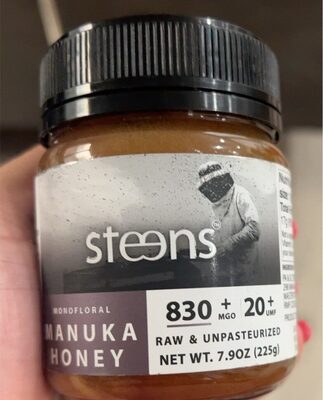 steens
MONOFLORAL
MANUKA
HONEY
830+ MGO 20+ UMF
RAW & UNPASTEURIZED
NET WT. 7.9OZ (225g)